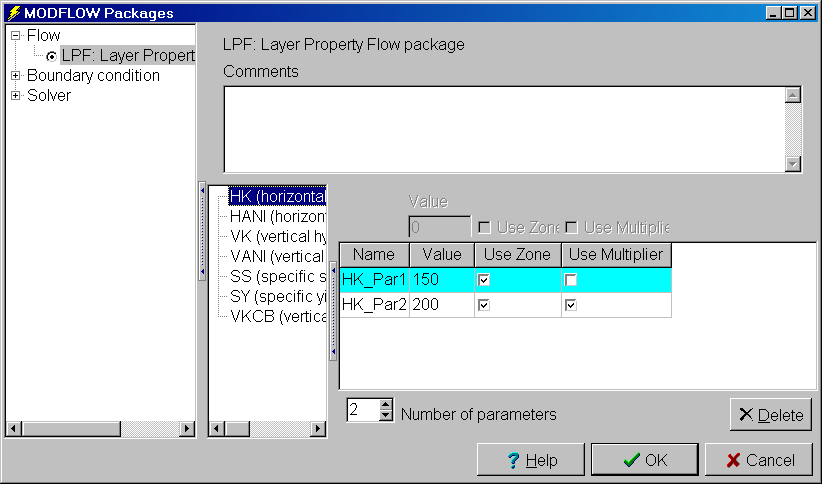 MODFLOW Packages
Flow
LPF: Layer Propert
Boundary condition
Solver
LPF: Layer Property Flow package
Comments
HK (horizontal
HANI (horizon
VK (vertical hy
VANI (vertical
SS (specific s
SY (specific yi
VKCB (vertica
Value
0 Use Zone Use Multiplie
Name Value Use Zone Use Multiplier
HK_Par1 150
HK_Par2 200
2 Number of parameters
Delete
? Help OK Cancel